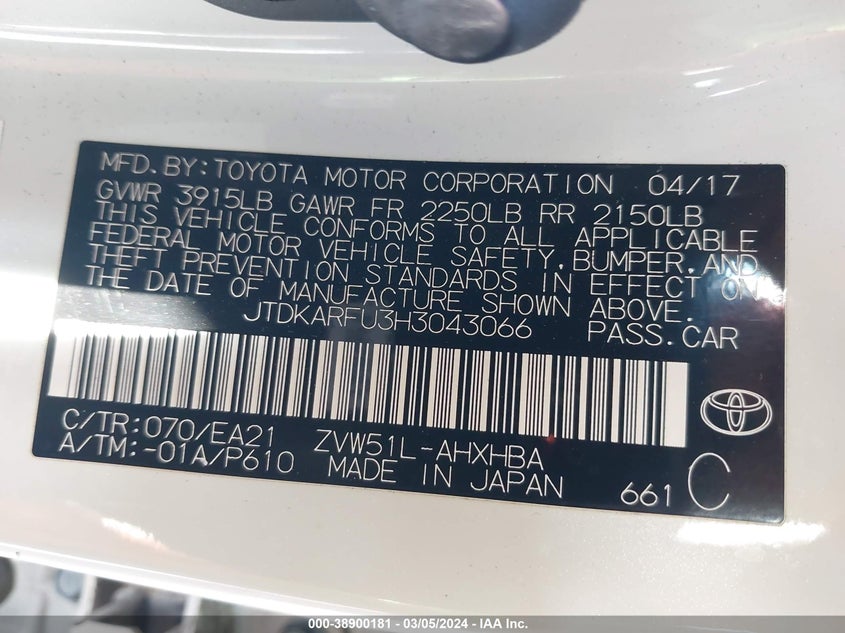 MFD.BY:TOYOTA MOTOR CORPORATION 04/17
GVWR 3915LB GAWR FR 2250LB RR 2150LB
THIS VEHICLE CONFORMS TO ALL APPLICABLE
FEDERAL MOTOR VEHICLE SAFETY,BUMPER,AND
THEFT PREVENTION STANDARDS IN EFFECT ON
THE DATE OF MANUFACTURE SHOWN ABOVE.
JTDKARFU3H3043066 PASS.CAR
C/TR:070/EA21 ZVW51L-AHXHBA
A/TM:-01A/P610 MADE IN JAPAN 661 C
000-38900181 - 03/05/2024 - IAA Inc.